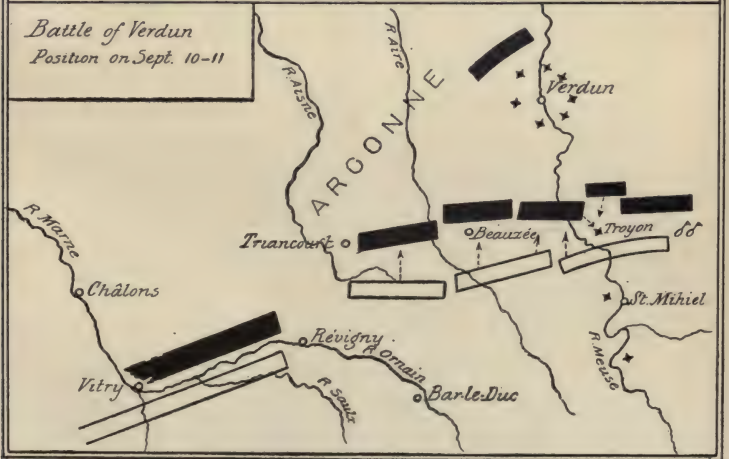 Battle of Verdun
Position on Sept. 10-11
R. Aisne
R. Aire
ARGONNE
Verdun
R. Marne
Triancourt
Beauzée
Troyon
Châlons
St. Mihiel
Révigny
R. Ornain
R. Meuse
Vitry
R. Saulx
Bar-le-Duc